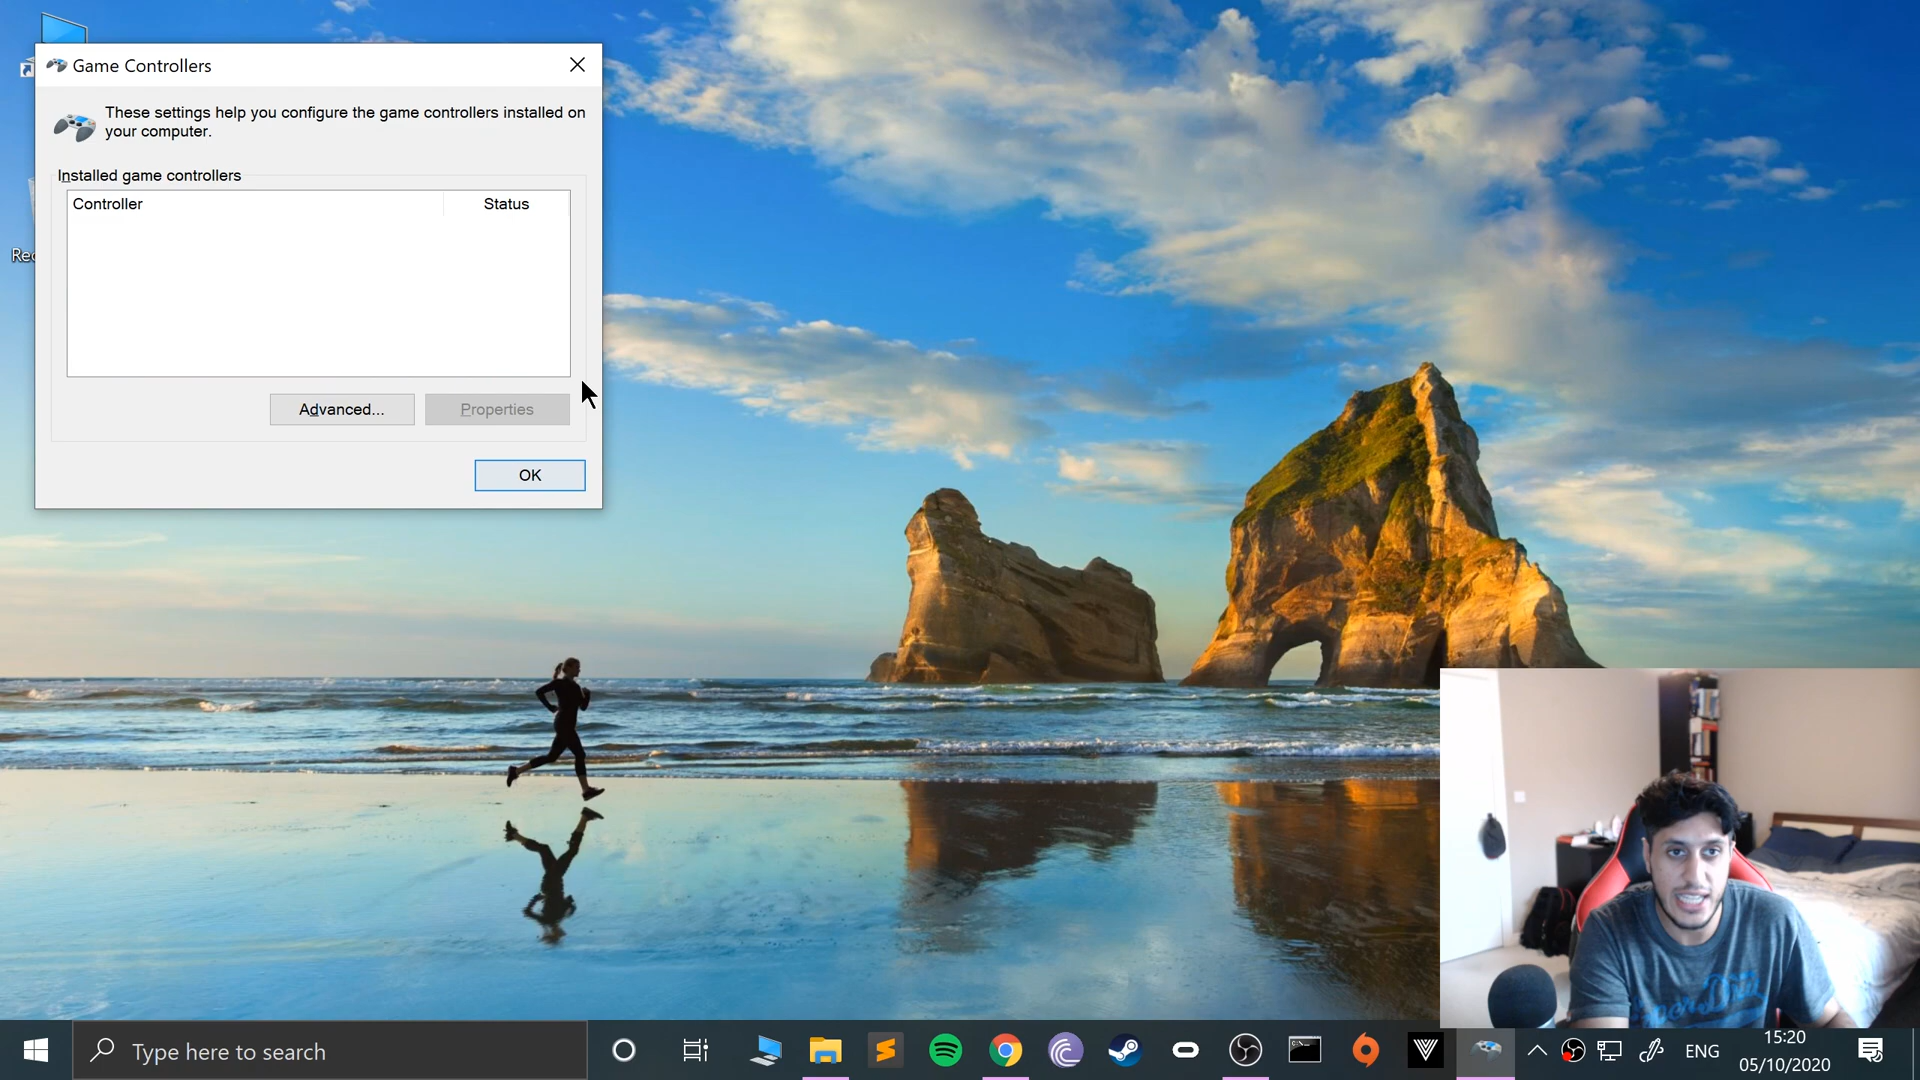 Game Controllers
These settings help you configure the game controllers installed on
your computer.
Installed game controllers
Controller Status
Rec
Advanced... Properties
OK
Type here to search
ENG
15:20
05/10/2020